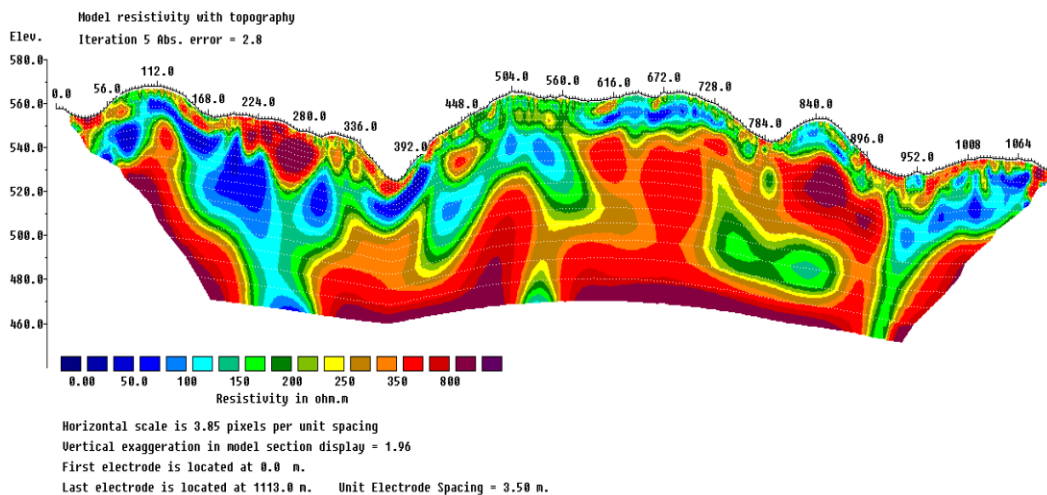 Model resistivity with topography
Elev. Iteration 5 Abs. error = 2.8
580.0
560.0
540.0
520.0
500.0
480.0
460.0
0.0 56.0 112.0 168.0 224.0 280.0 336.0 392.0 448.0 504.0 560.0 616.0 672.0 728.0 784.0 840.0 896.0 952.0 1008 1064
0.00 50.0 100 150 200 250 350 800
Resistivity in ohm.m
Horizontal scale is 3.85 pixels per unit spacing
Vertical exaggeration in model section display = 1.96
First electrode is located at 0.0 m.
Last electrode is located at 1113.0 m. Unit Electrode Spacing = 3.50 m.